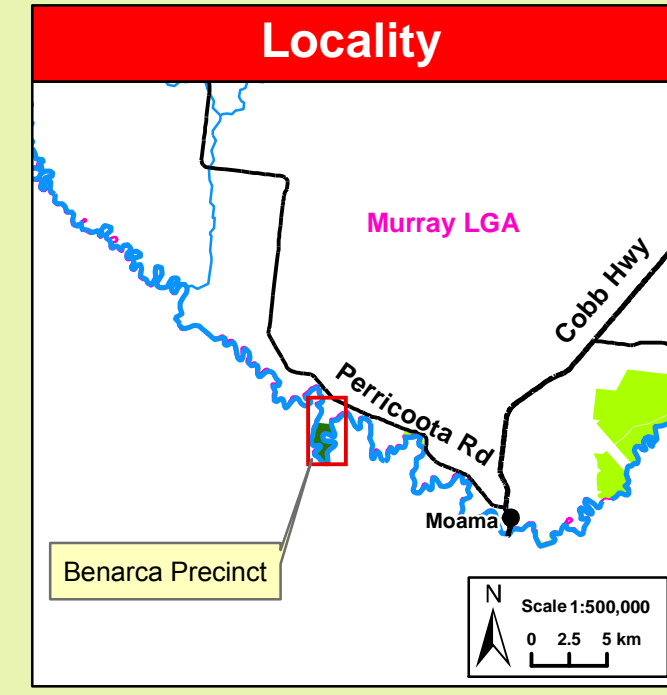 Locality
Murray LGA
Cobb Hwy
Perricoota Rd
Moama
Benarca Precinct
N
Scale 1:500,000
0 2.5 5 km